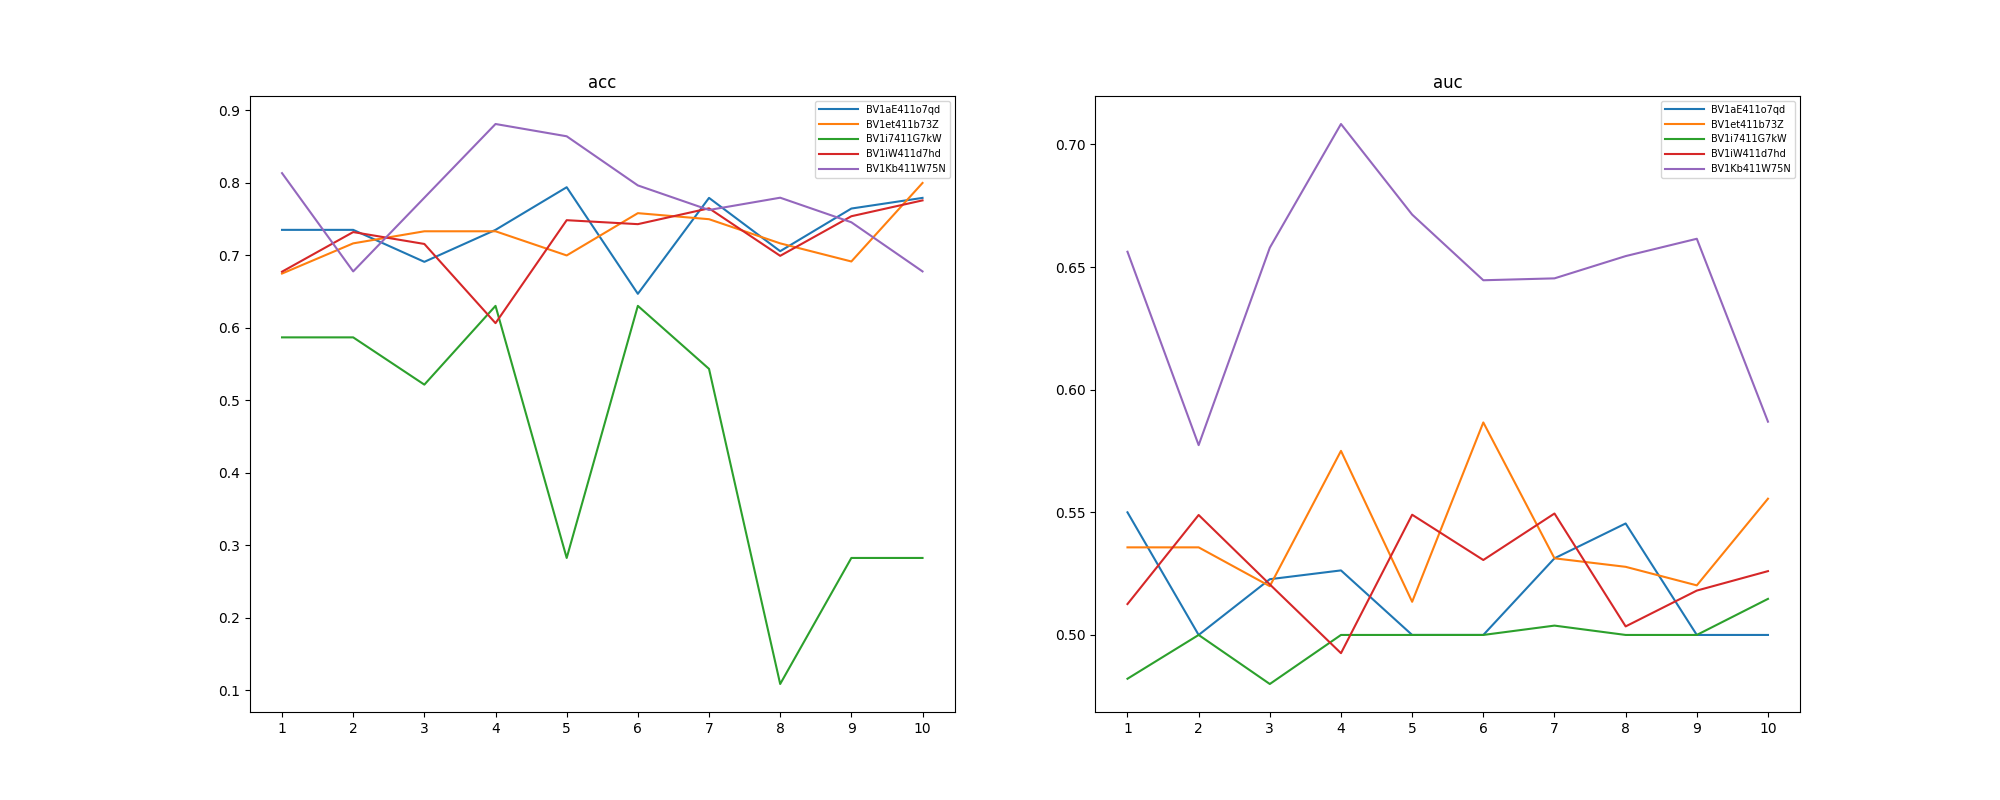 acc
0.9
0.8
0.7
0.6
0.5
0.4
0.3
0.2
0.1
1 2 3 4 5 6 7 8 9 10
BV1aE411o7qd
BV1et411b73Z
BV1i7411G7kW
BV1iW411d7hd
BV1Kb411W75N
auc
0.70
0.65
0.60
0.55
0.50
1 2 3 4 5 6 7 8 9 10
BV1aE411o7qd
BV1et411b73Z
BV1i7411G7kW
BV1iW411d7hd
BV1Kb411W75N